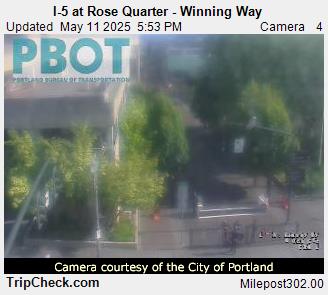 I-5 at Rose Quarter - Winning Way
Updated May 11 2025 5:53 PM Camera 4
PBOT
PORTLAND BUREAU OF TRANSPORTATION
Camera courtesy of the City of Portland
TripCheck.com Milepost302.00